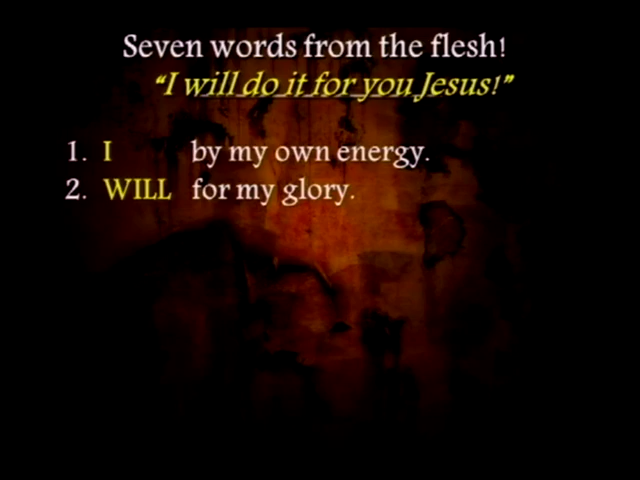 Seven words from the flesh!
“I will do it for you Jesus!”
1. I by my own energy.
2. WILL for my glory.